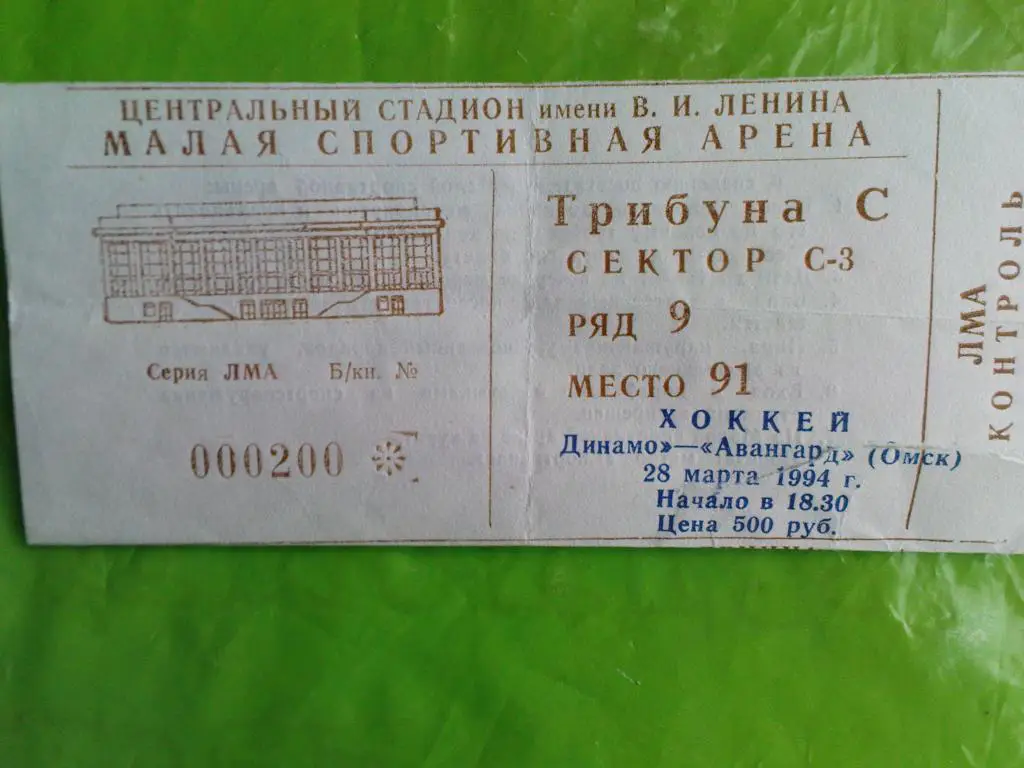 ЦЕНТРАЛЬНЫЙ СТАДИОН имени В. И. ЛЕНИНА
МАЛАЯ СПОРТИВНАЯ АРЕНА
Серия ЛМА Б/кн. №
000200
Трибуна С
СЕКТОР С-3
РЯД 9
МЕСТО 91
ХОККЕЙ
Динамо»—«Авангард» (Омск)
28 марта 1994 г.
Начало в 18.30
Цена 500 руб.
ЛМА
КОНТРОЛЬ